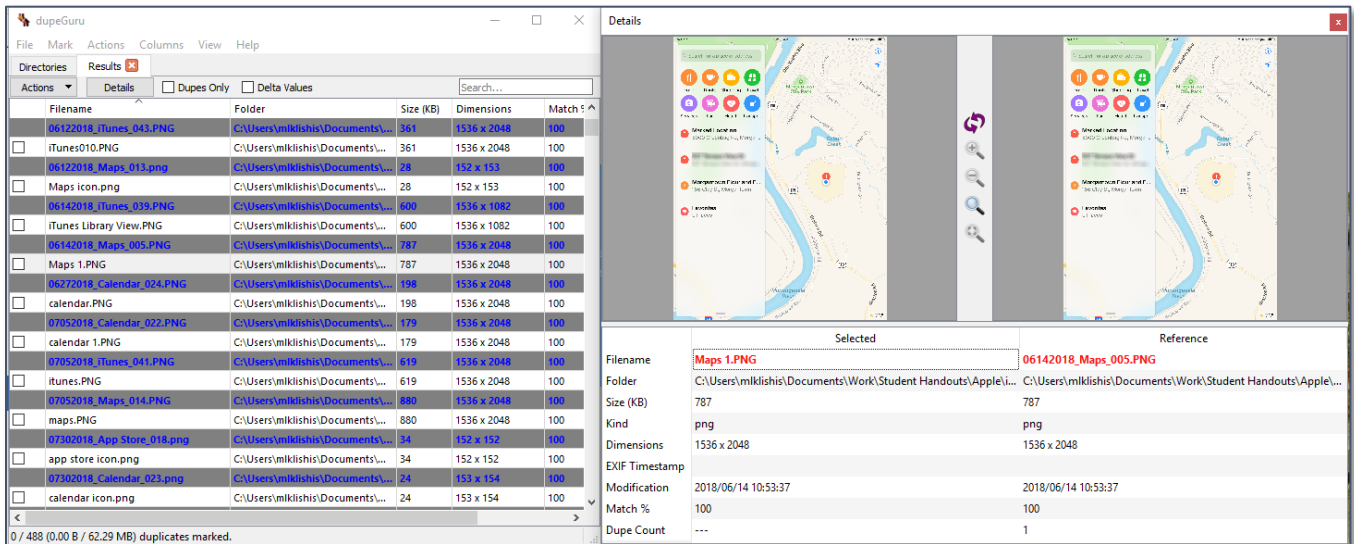 dupeGuru
File Mark Actions Columns View Help
Directories Results
Actions Details Dupes Only Delta Values Search...
Filename Folder Size (KB) Dimensions Match
06122018_iTunes_043.PNG C:\Users\mlklishis\Documents\... 361 1536 x 2048 100
iTunes010.PNG C:\Users\mlklishis\Documents\... 361 1536 x 2048 100
06122018_Maps_013.png C:\Users\mlklishis\Documents\... 28 152 x 153 100
Maps icon.png C:\Users\mlklishis\Documents\... 28 152 x 153 100
06142018_iTunes_039.PNG C:\Users\mlklishis\Documents\... 600 1536 x 1082 100
iTunes Library View.PNG C:\Users\mlklishis\Documents\... 600 1536 x 1082 100
06142018_Maps_005.PNG C:\Users\mlklishis\Documents\... 787 1536 x 2048 100
Maps 1.PNG C:\Users\mlklishis\Documents\... 787 1536 x 2048 100
06272018_Calendar_024.PNG C:\Users\mlklishis\Documents\... 198 1536 x 2048 100
calendar.PNG C:\Users\mlklishis\Documents\... 198 1536 x 2048 100
07052018_Calendar_022.PNG C:\Users\mlklishis\Documents\... 179 1536 x 2048 100
calendar 1.PNG C:\Users\mlklishis\Documents\... 179 1536 x 2048 100
07052018_iTunes_041.PNG C:\Users\mlklishis\Documents\... 619 1536 x 2048 100
itunes.PNG C:\Users\mlklishis\Documents\... 619 1536 x 2048 100
07052018_Maps_014.PNG C:\Users\mlklishis\Documents\... 880 1536 x 2048 100
maps.PNG C:\Users\mlklishis\Documents\... 880 1536 x 2048 100
07302018_App Store_018.png C:\Users\mlklishis\Documents\... 34 152 x 152 100
app store icon.png C:\Users\mlklishis\Documents\... 34 152 x 152 100
07302018_Calendar_023.png C:\Users\mlklishis\Documents\... 24 153 x 154 100
calendar icon.png C:\Users\mlklishis\Documents\... 24 153 x 154 100
0 / 488 (0.00 B / 62.29 MB) duplicates marked.
Details
Marked Location
Favorites
Marked Location
Favorites
Selected Reference
Filename Maps 1.PNG 06142018_Maps_005.PNG
Folder C:\Users\mlklishis\Documents\Work\Student Handouts\Apple\i... C:\Users\mlklishis\Documents\Work\Student Handouts\Apple\...
Size (KB) 787 787
Kind png png
Dimensions 1536 x 2048 1536 x 2048
EXIF Timestamp
Modification 2018/06/14 10:53:37 2018/06/14 10:53:37
Match % 100 100
Dupe Count --- 1